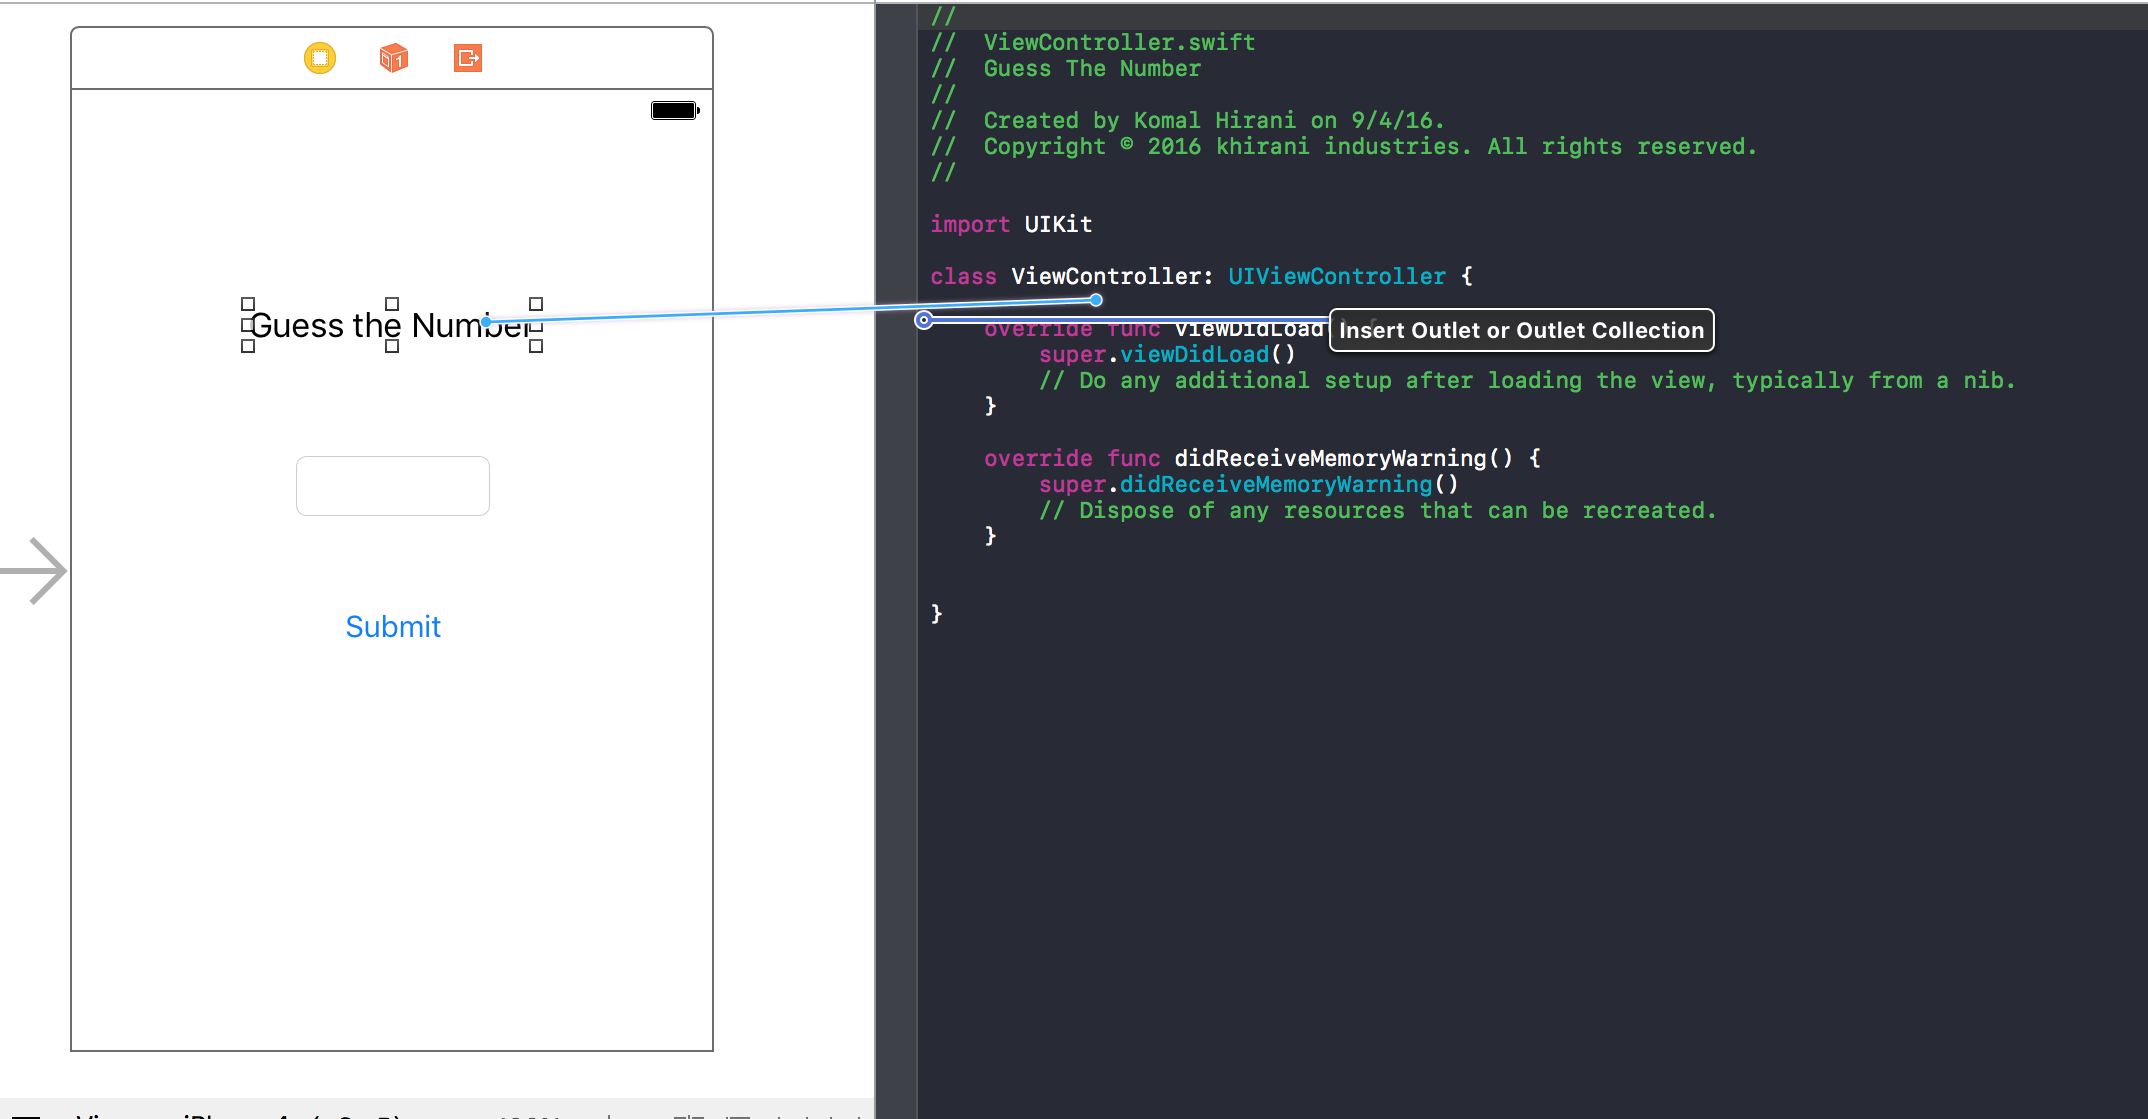 Guess the Number
Submit
//
//  ViewController.swift
//  Guess The Number
//
//  Created by Komal Hirani on 9/4/16.
//  Copyright © 2016 khirani industries. All rights reserved.
//
import UIKit
class ViewController: UIViewController {
override func viewDidLoad
Insert Outlet or Outlet Collection
super.viewDidLoad()
// Do any additional setup after loading the view, typically from a nib.
}
override func didReceiveMemoryWarning() {
super.didReceiveMemoryWarning()
// Dispose of any resources that can be recreated.
}
}